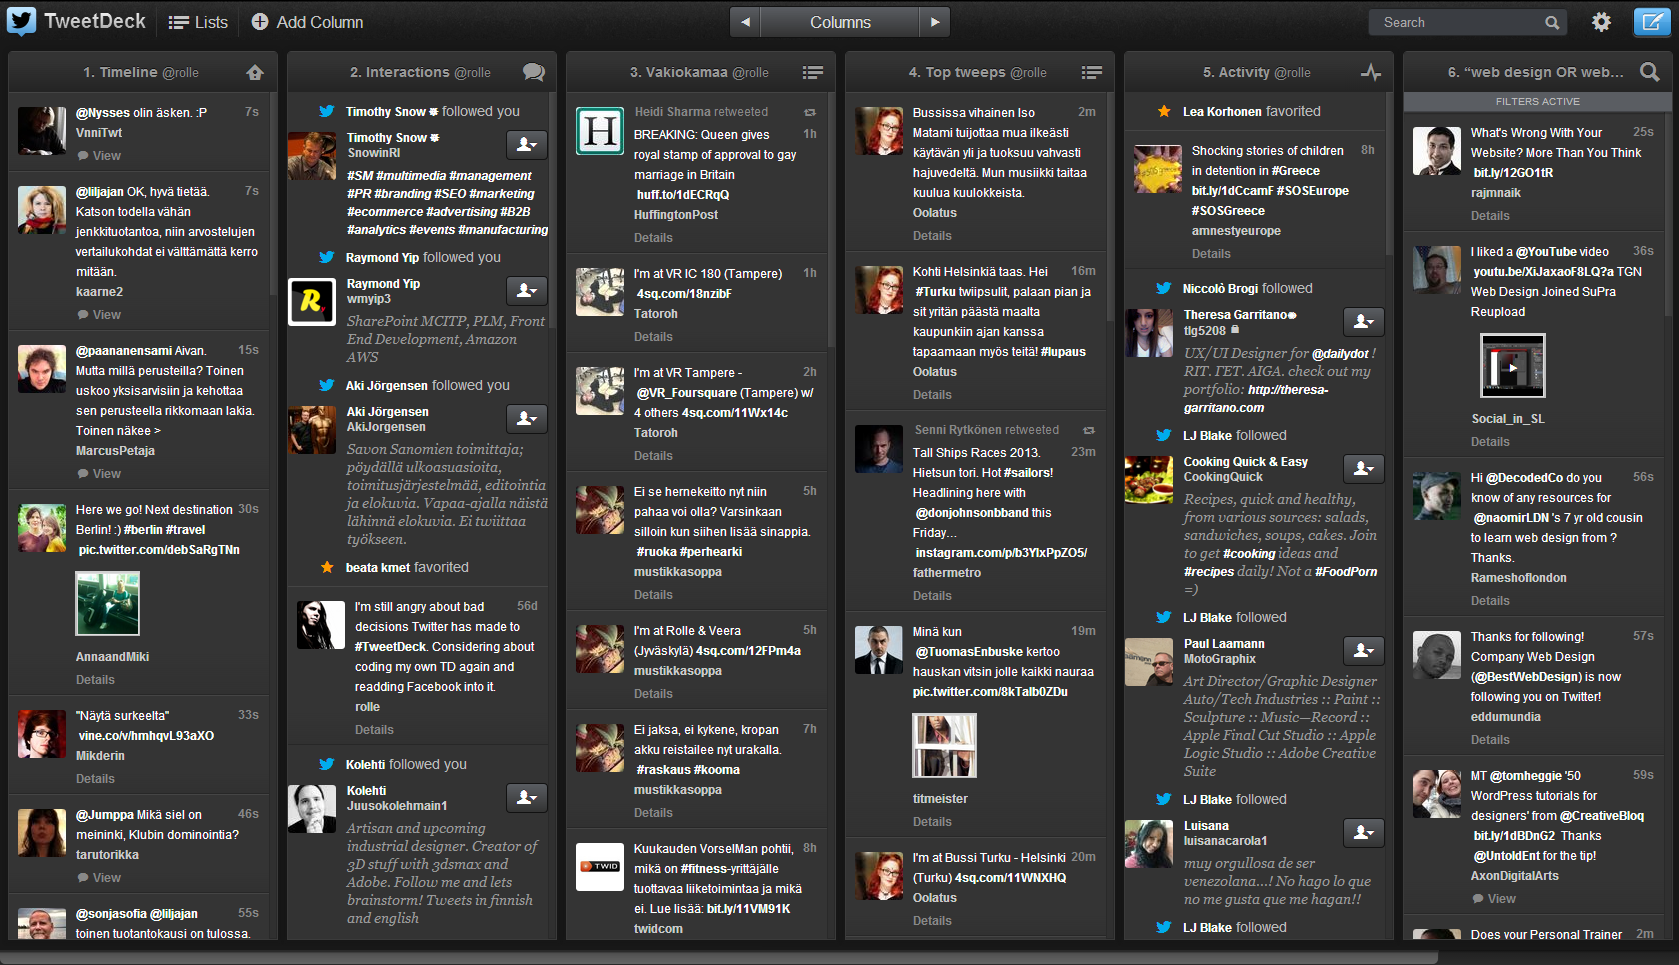 TweetDeck
Lists
Add Column
Columns
Search
1. Timeline @rolle
@Nysses olin äsken. :P
7s
VnniTwt
View
@liljajan OK, hyvä tietää.
7s
Katson todella vähän
jenkkituotantoa, niin arvostelujen
vertailukohdat ei välttämättä kerro
mitään.
kaarne2
View
@paananensami Aivan.
15s
Mutta millä perusteilla? Toinen
uskoo yksisarvisiin ja kehottaa
sen perusteella rikkomaan lakia.
Toinen näkee >
MarcusPetaja
View
Here we go! Next destination
30s
Berlin! :) #berlin #travel
pic.twitter.com/debSaRgTNn
AnnaandMiki
Details
"Näytä surkeelta"
33s
vine.co/v/hmhqvL93aXO
Mikderin
Details
@Jumppa Mikä siel on
46s
meininki, Klubin dominointia?
tarutorikka
View
@sonjasofia @liljajan
55s
toinen tuotantokausi on tulossa.
2. Interactions @rolle
Timothy Snow followed you
Timothy Snow
SnowinRI
#SM #multimedia #management
#PR #branding #SEO #marketing
#ecommerce #advertising #B2B
#analytics #events #manufacturing
Raymond Yip followed you
Raymond Yip
wmyip3
SharePoint MCITP, PLM, Front
End Development, Amazon
AWS
Aki Jörgensen followed you
Aki Jörgensen
AkiJorgensen
Savon Sanomien toimittaja;
pöydällä ulkoasuasioita,
toimitusjärjestelmää, editointia
ja elokuvia. Vapaa-ajalla näistä
lähinnä elokuvia. Ei twiittaa
työkseen.
beata kmet favorited
I'm still angry about bad
56d
decisions Twitter has made to
#TweetDeck. Considering about
coding my own TD again and
readding Facebook into it.
rolle
Details
Kolehti followed you
Kolehti
Juusokolehmain1
Artisan and upcoming
industrial designer. Creator of
3D stuff with 3dsmax and
Adobe. Follow me and lets
brainstorm! Tweets in finnish
and english
3. Vakiokamaa @rolle
Heidi Sharma retweeted
BREAKING: Queen gives
1h
royal stamp of approval to gay
marriage in Britain
huff.to/1dECRqQ
HuffingtonPost
Details
I'm at VR IC 180 (Tampere)
1h
4sq.com/18nzibF
Tatoroh
Details
I'm at VR Tampere -
2h
@VR_Foursquare (Tampere) w/
4 others 4sq.com/11Wx14c
Tatoroh
Details
Ei se hernekeitto nyt niin
5h
pahaa voi olla? Varsinkaan
silloin kun siihen lisää sinappia.
#ruoka #perhearki
mustikkasoppa
Details
I'm at Rolle & Veera
5h
(Jyväskylä) 4sq.com/12FPm4a
mustikkasoppa
Details
Ei jaksa, ei kykene, kropan
7h
akku reistailee nyt urakalla.
#raskaus #kooma
mustikkasoppa
Details
TWID
Kuukauden VorselMan pohtii,
8h
mikä on #fitness-yrittäjälle
tuottavaa liiketoimintaa ja mikä
ei. Lue lisää: bit.ly/11VM91K
twidcom
4. Top tweeps @rolle
Bussissa vihainen Iso
2m
Matami tuijottaa mua ilkeästi
käytävän yli ja tuoksuu vahvasti
hajuvedeltä. Mun musiikki taitaa
kuulua kuulokkeista.
Oolatus
Details
Kohti Helsinkiä taas. Hei
16m
#Turku twiipsulit, palaan pian ja
sit yritän päästä maalta
kaupunkiin ajan kanssa
tapaamaan myös teitä! #lupaus
Oolatus
Details
Senni Rytkönen retweeted
Tall Ships Races 2013.
23m
Hietsun tori. Hot #sailors!
Headlining here with
@donjohnsonbband this
Friday...
instagram.com/p/b3YlxPpZO5/
fathermetro
Details
Minä kun
19m
@TuomasEnbuske kertoo
hauskan vitsin jolle kaikki nauraa
pic.twitter.com/8kTalb0ZDu
titmeister
Details
I'm at Bussi Turku - Helsinki
20m
(Turku) 4sq.com/11WNXHQ
Oolatus
Details
5. Activity @rolle
Lea Korhonen favorited
Shocking stories of children
8h
in detention in #Greece
bit.ly/1dCcamF #SOSEurope
#SOSGreece
amnestyeurope
Details
Niccolò Brogi followed
Theresa Garritano
tlg5208
UX/UI Designer for @dailydot !
RIT. ΓΕΤ. AIGA. check out my
portfolio: http://theresa-
garritano.com
LJ Blake followed
Cooking Quick & Easy
CookingQuick
Recipes, quick and healthy,
from various sources: salads,
sandwiches, soups, cakes. Join
to get #cooking ideas and
#recipes daily! Not a #FoodPorn
=)
LJ Blake followed
Paul Laamann
MotoGraphix
Art Director/Graphic Designer
Auto/Tech Industries :: Paint ::
Sculpture :: Music—Record ::
Apple Final Cut Studio :: Apple
Logic Studio :: Adobe Creative
Suite
LJ Blake followed
Luisana
luisanacarola1
muy orgullosa de ser
venezolana...! No hago lo que
no me gusta que me hagan!!
LJ Blake followed
6. “web design OR web...
FILTERS ACTIVE
What's Wrong With Your
25s
Website? More Than You Think
bit.ly/12GO1tR
rajmnaik
Details
I liked a @YouTube video
36s
youtu.be/XiJaxaoF8LQ?a TGN
Web Design Joined SuPra
Reupload
Social_in_SL
Details
Hi @DecodedCo do you
56s
know of any resources for
@naomirLDN 's 7 yr old cousin
to learn web design from ?
Thanks.
Rameshoflondon
Details
Thanks for following!
57s
Company Web Design
(@BestWebDesign) is now
following you on Twitter!
eddumundia
Details
MT @tomheggie '50
59s
WordPress tutorials for
designers' from @CreativeBloq
bit.ly/1dBDnG2 Thanks
@UntoldEnt for the tip!
AxonDigitalArts
View
Does your Personal Trainer
2m